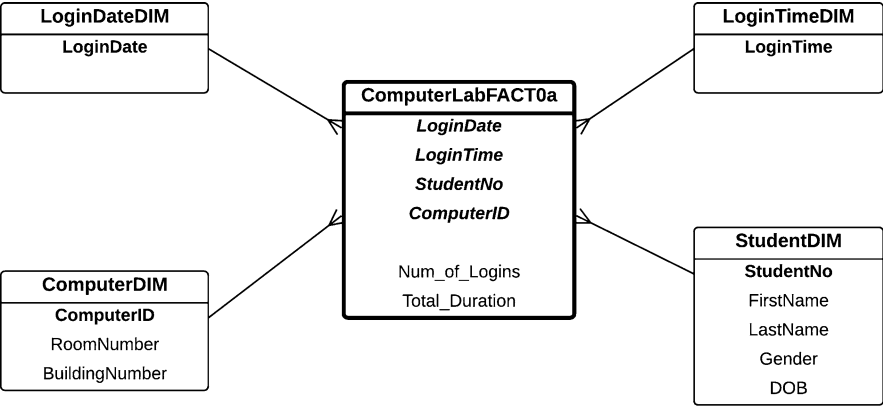 LoginDateDIM
LoginDate
LoginTimeDIM
LoginTime
ComputerLabFACT0a
LoginDate
LoginTime
StudentNo
ComputerID
Num_of_Logins
Total_Duration
ComputerDIM
ComputerID
RoomNumber
BuildingNumber
StudentDIM
StudentNo
FirstName
LastName
Gender
DOB